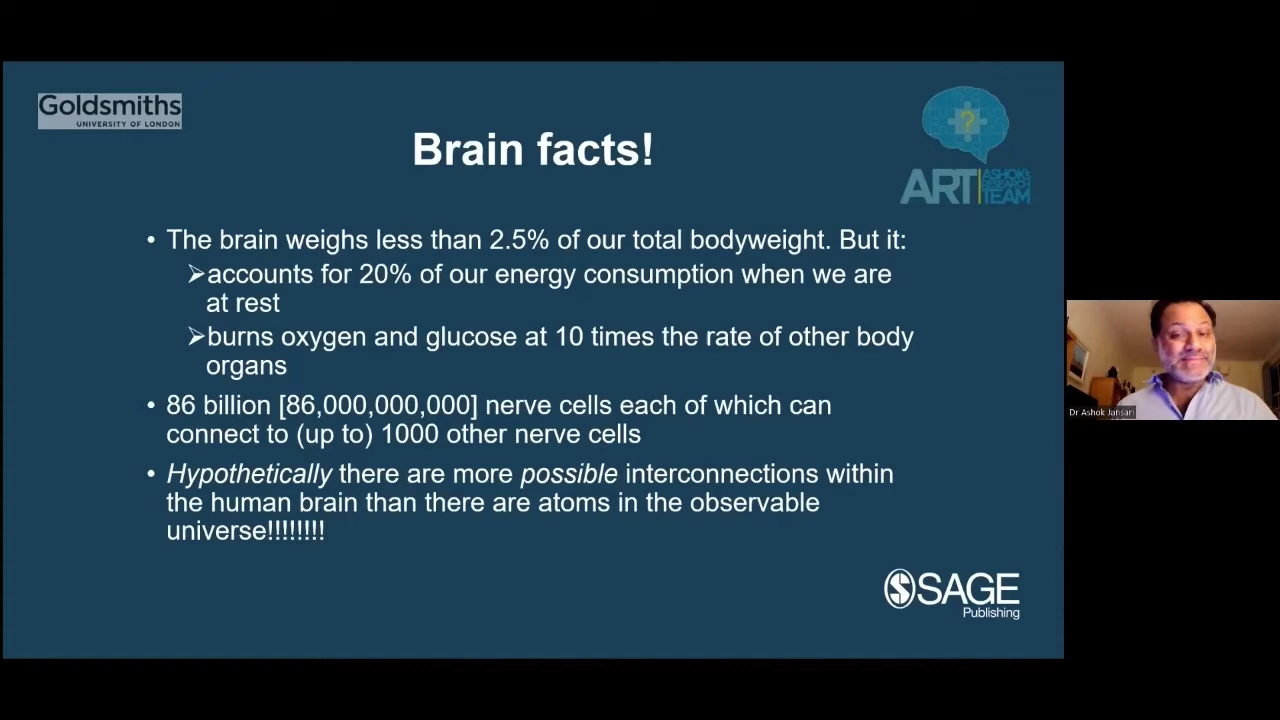 Goldsmiths
UNIVERSITY OF LONDON
?
ART
ASHOK'S
RESEARCH
TEAM
Brain facts!
• The brain weighs less than 2.5% of our total bodyweight. But it:
➢accounts for 20% of our energy consumption when we are
at rest
➢burns oxygen and glucose at 10 times the rate of other body
organs
• 86 billion [86,000,000,000] nerve cells each of which can
connect to (up to) 1000 other nerve cells
• Hypothetically there are more possible interconnections within
the human brain than there are atoms in the observable
universe!!!!!!!!
Dr Ashok Jansari
SAGE
Publishing